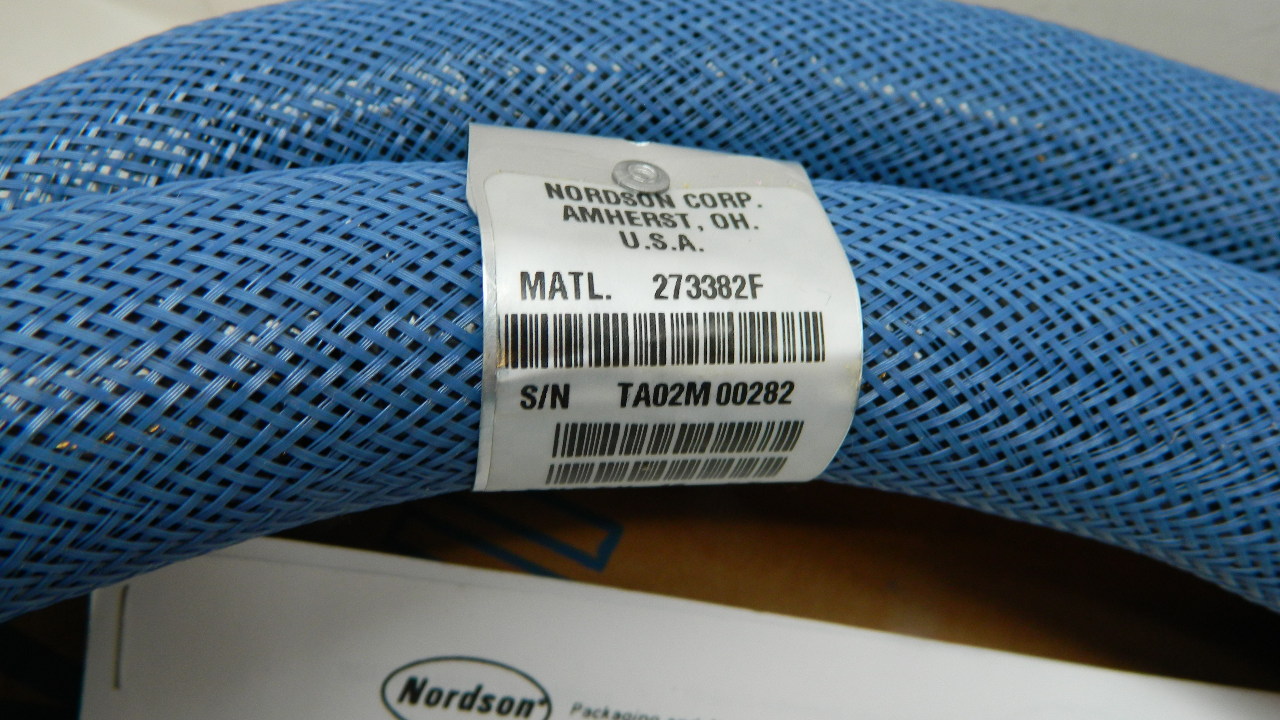 NORDSON CORP.
AMHERST, OH.
U.S.A.
MATL. 273382F
S/N TA02M 00282
Nordson
Packaging